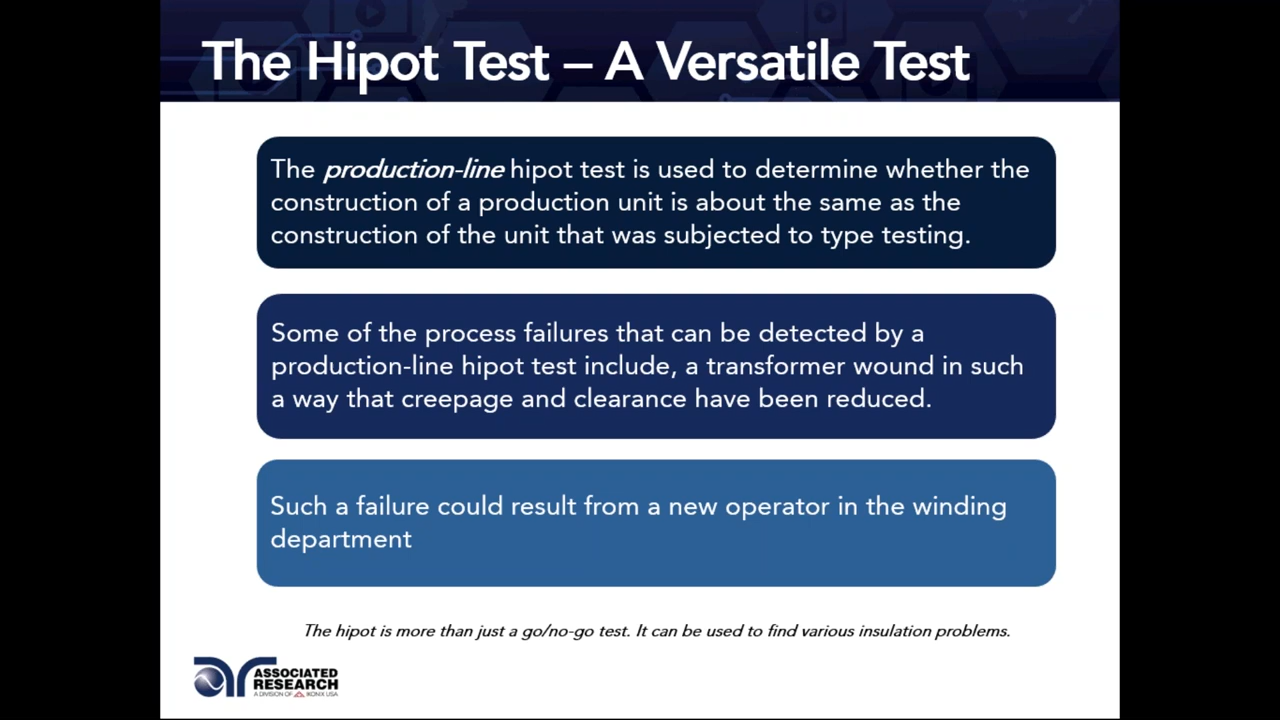 The Hipot Test – A Versatile Test
The production-line hipot test is used to determine whether the
construction of a production unit is about the same as the
construction of the unit that was subjected to type testing.
Some of the process failures that can be detected by a
production-line hipot test include, a transformer wound in such
a way that creepage and clearance have been reduced.
Such a failure could result from a new operator in the winding
department
The hipot is more than just a go/no-go test. It can be used to find various insulation problems.
ar ASSOCIATED
RESEARCH
A DIVISION OF IKONIX USA